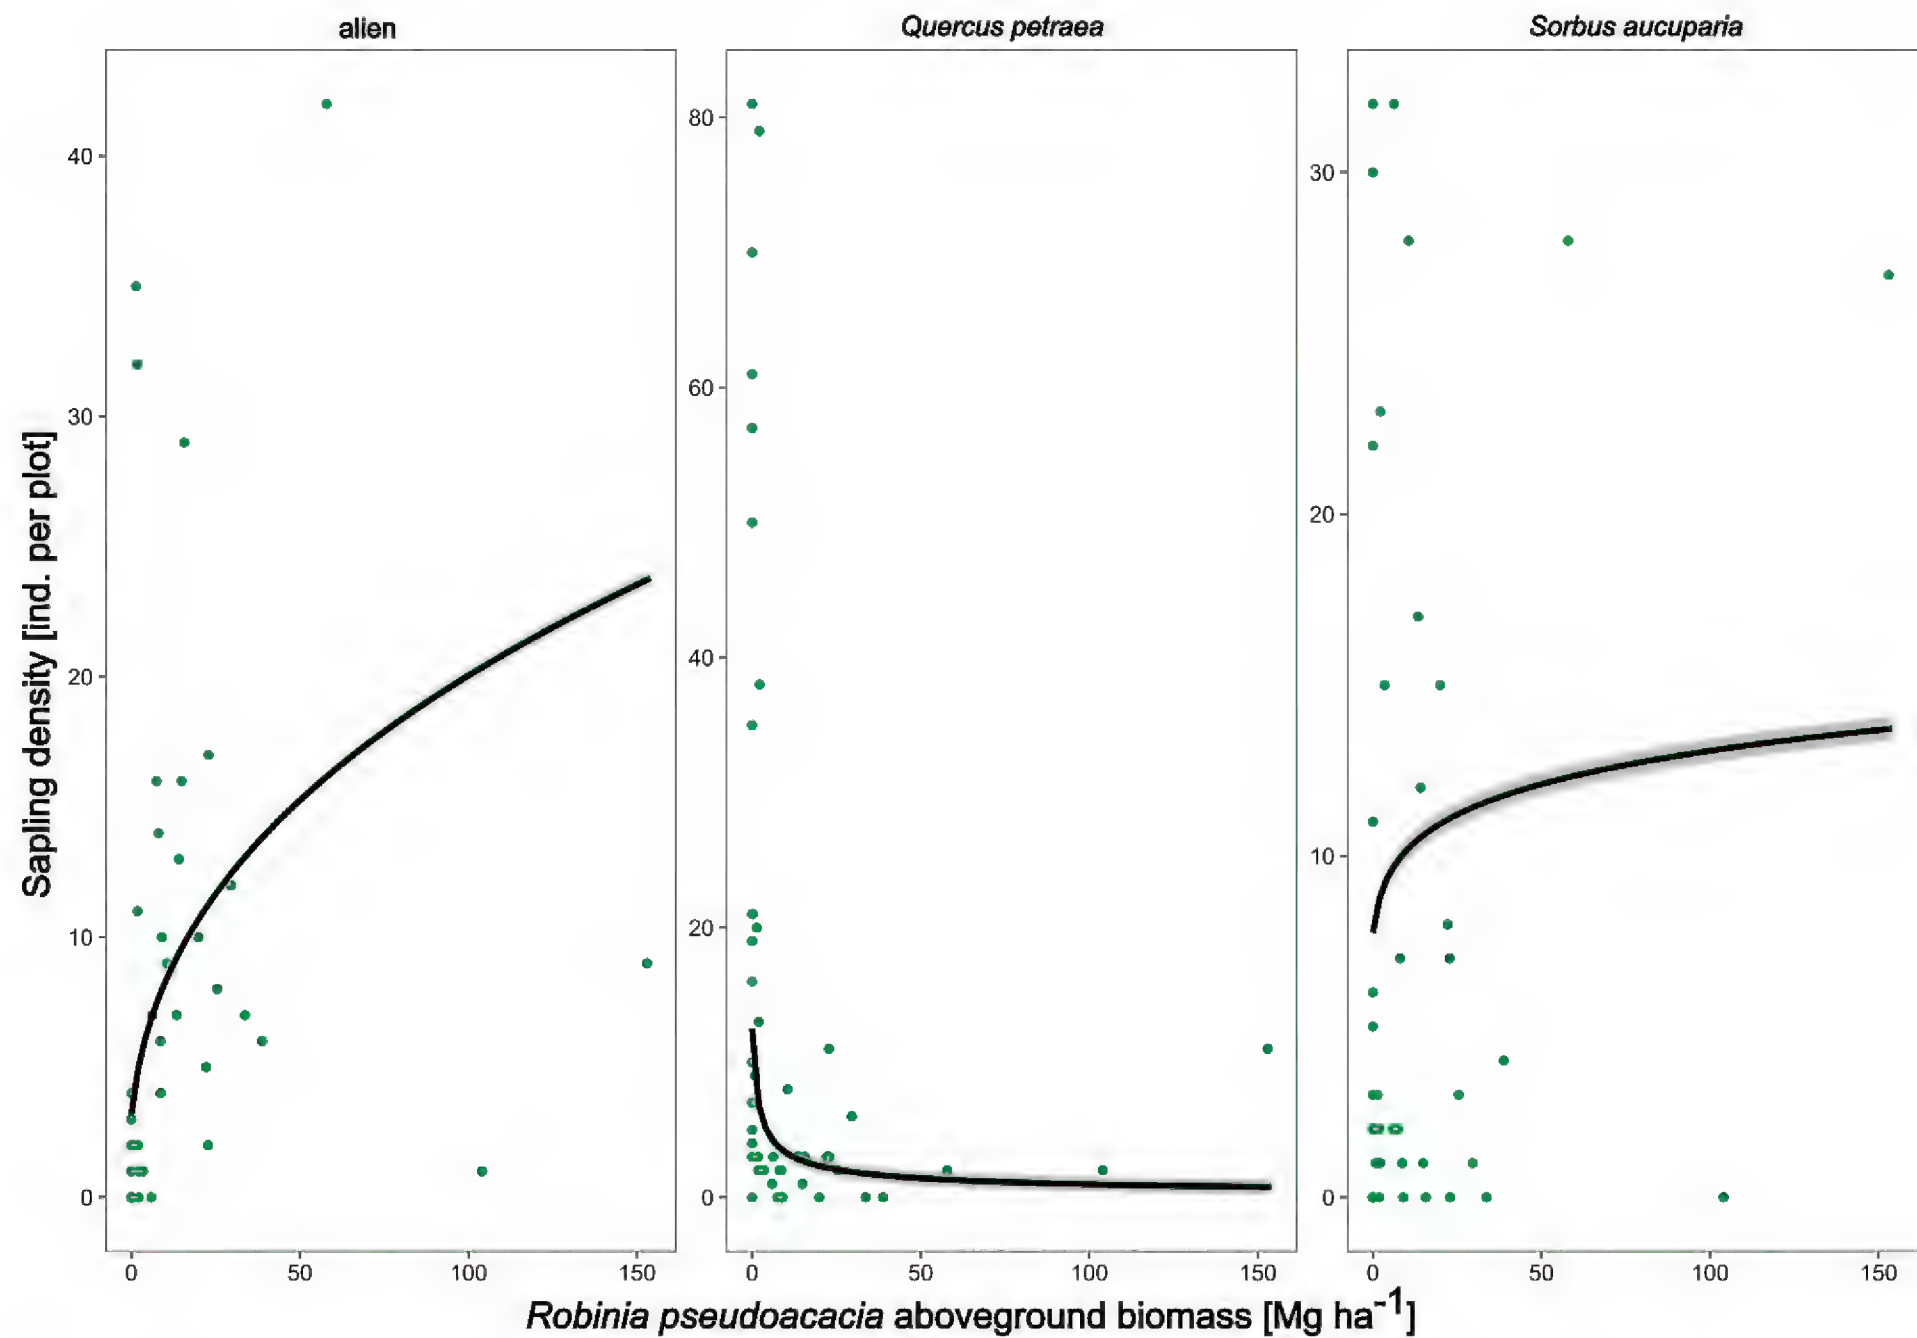 alien
Quercus petraea
Sorbus aucuparia
Sapling density [ind. per plot]
40
30
20
10
0
80
60
40
20
0
30
20
10
0
0 50 100 150
0 50 100 150
0 50 100 150
Robinia pseudoacacia aboveground biomass [Mg ha⁻¹]